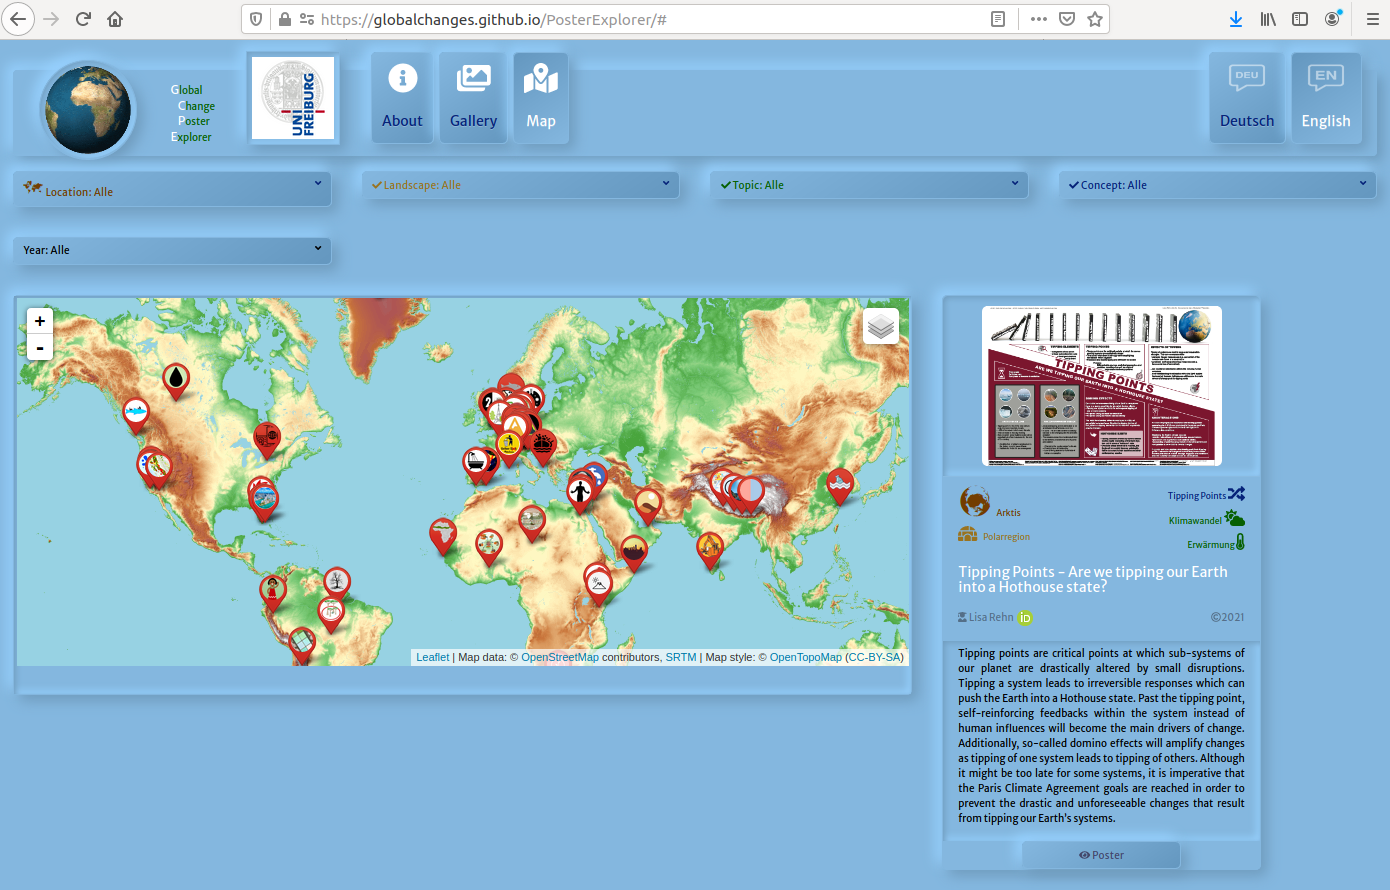 https://globalchanges.github.io/PosterExplorer/#
Global
Change
Poster
Explorer
UNI
FREIBURG
About
Gallery
Map
DEU
Deutsch
EN
English
Location: Alle
Landscape: Alle
Topic: Alle
Concept: Alle
Year: Alle
+
-
Leaflet | Map data: © OpenStreetMap contributors, SRTM | Map style: © OpenTopoMap (CC-BY-SA)
TIPPING ELEMENTS
TIPPING POINTS
EFFECTS OF TIPPING
TIPPING POINTS
ARE WE TIPPING OUR EARTH INTO A HOTHOUSE STATE?
Arktis
Tipping Points
Klimawandel
Polarregion
Erwärmung
Tipping Points - Are we tipping our Earth
into a Hothouse state?
Lisa Rehn iD
©2021
Tipping points are critical points at which sub-systems of
our planet are drastically altered by small disruptions.
Tipping a system leads to irreversible responses which can
push the Earth into a Hothouse state. Past the tipping point,
self-reinforcing feedbacks within the system instead of
human influences will become the main drivers of change.
Additionally, so-called domino effects will amplify changes
as tipping of one system leads to tipping of others. Although
it might be too late for some systems, it is imperative that
the Paris Climate Agreement goals are reached in order to
prevent the drastic and unforeseeable changes that result
from tipping our Earth's systems.
Poster